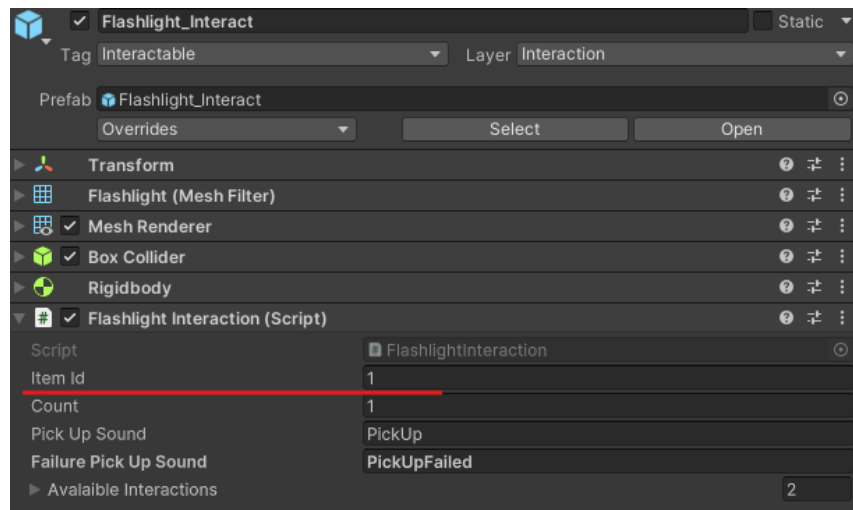 Flashlight_Interact Static
Tag Interactable Layer Interaction
Prefab Flashlight_Interact
Overrides Select Open
Transform
Flashlight (Mesh Filter)
Mesh Renderer
Box Collider
Rigidbody
# Flashlight Interaction (Script)
Script FlashlightInteraction
Item Id 1
Count 1
Pick Up Sound PickUp
Failure Pick Up Sound PickUpFailed
Avalaible Interactions 2